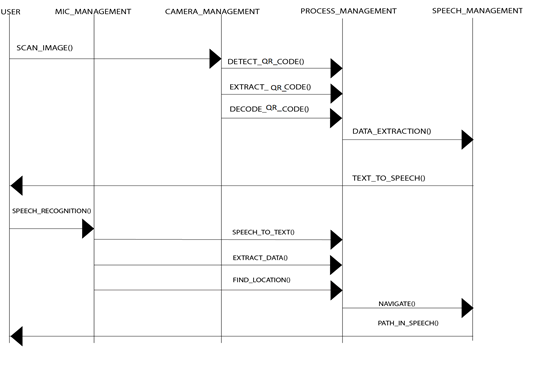 USER MIC_MANAGEMENT CAMERA_MANAGEMENT PROCESS_MANAGEMENT SPEECH_MANAGEMENT
SCAN_IMAGE()
DETECT_QR_CODE()
EXTRACT_ QR_CODE()
DECODE_QR_CODE()
DATA_EXTRACTION()
TEXT_TO_SPEECH()
SPEECH_RECOGNITION()
SPEECH_TO_TEXT()
EXTRACT_DATA()
FIND_LOCATION()
NAVIGATE()
PATH_IN_SPEECH()